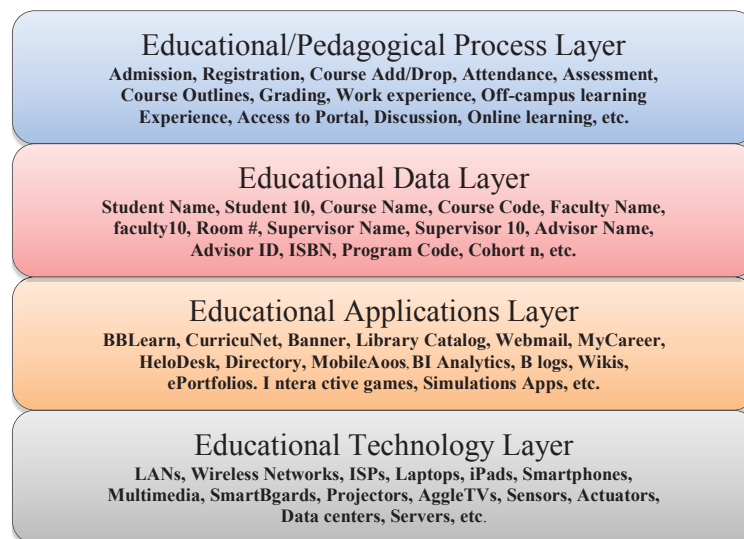 Educational/Pedagogical Process Layer
Admission, Registration, Course Add/Drop, Attendance, Assessment,
Course Outlines, Grading, Work experience, Off-campus learning
Experience, Access to Portal, Discussion, Online learning, etc.
Educational Data Layer
Student Name, Student 10, Course Name, Course Code, Faculty Name,
faculty10, Room #, Supervisor Name, Supervisor 10, Advisor Name,
Advisor ID, ISBN, Program Code, Cohort n, etc.
Educational Applications Layer
BBLearn, CurricuNet, Banner, Library Catalog, Webmail, MyCareer,
HeloDesk, Directory, MobileAoos, BI Analytics, B logs, Wikis,
ePortfolios. I ntera ctive games, Simulations Apps, etc.
Educational Technology Layer
LANs, Wireless Networks, ISPs, Laptops, iPads, Smartphones,
Multimedia, SmartBgards, Projectors, AggleTVs, Sensors, Actuators,
Data centers, Servers, etc.